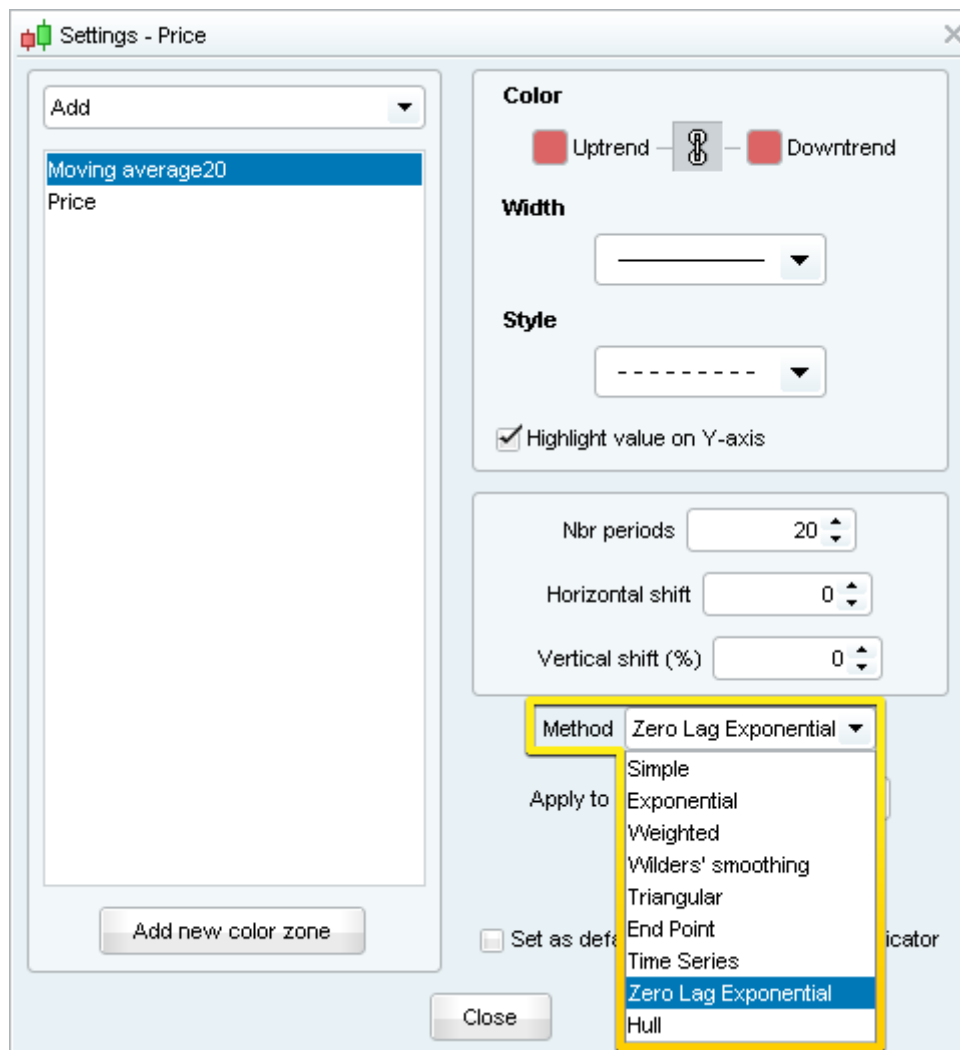 Settings - Price
Add
Moving average20
Price
Add new color zone
Color
Uptrend
Downtrend
Width
Style
Highlight value on Y-axis
Nbr periods 20
Horizontal shift 0
Vertical shift (%) 0
Method Zero Lag Exponential
Apply to
Simple
Exponential
Weighted
Wilders' smoothing
Triangular
End Point
Time Series
Zero Lag Exponential
Hull
Set as defa
icator
Close